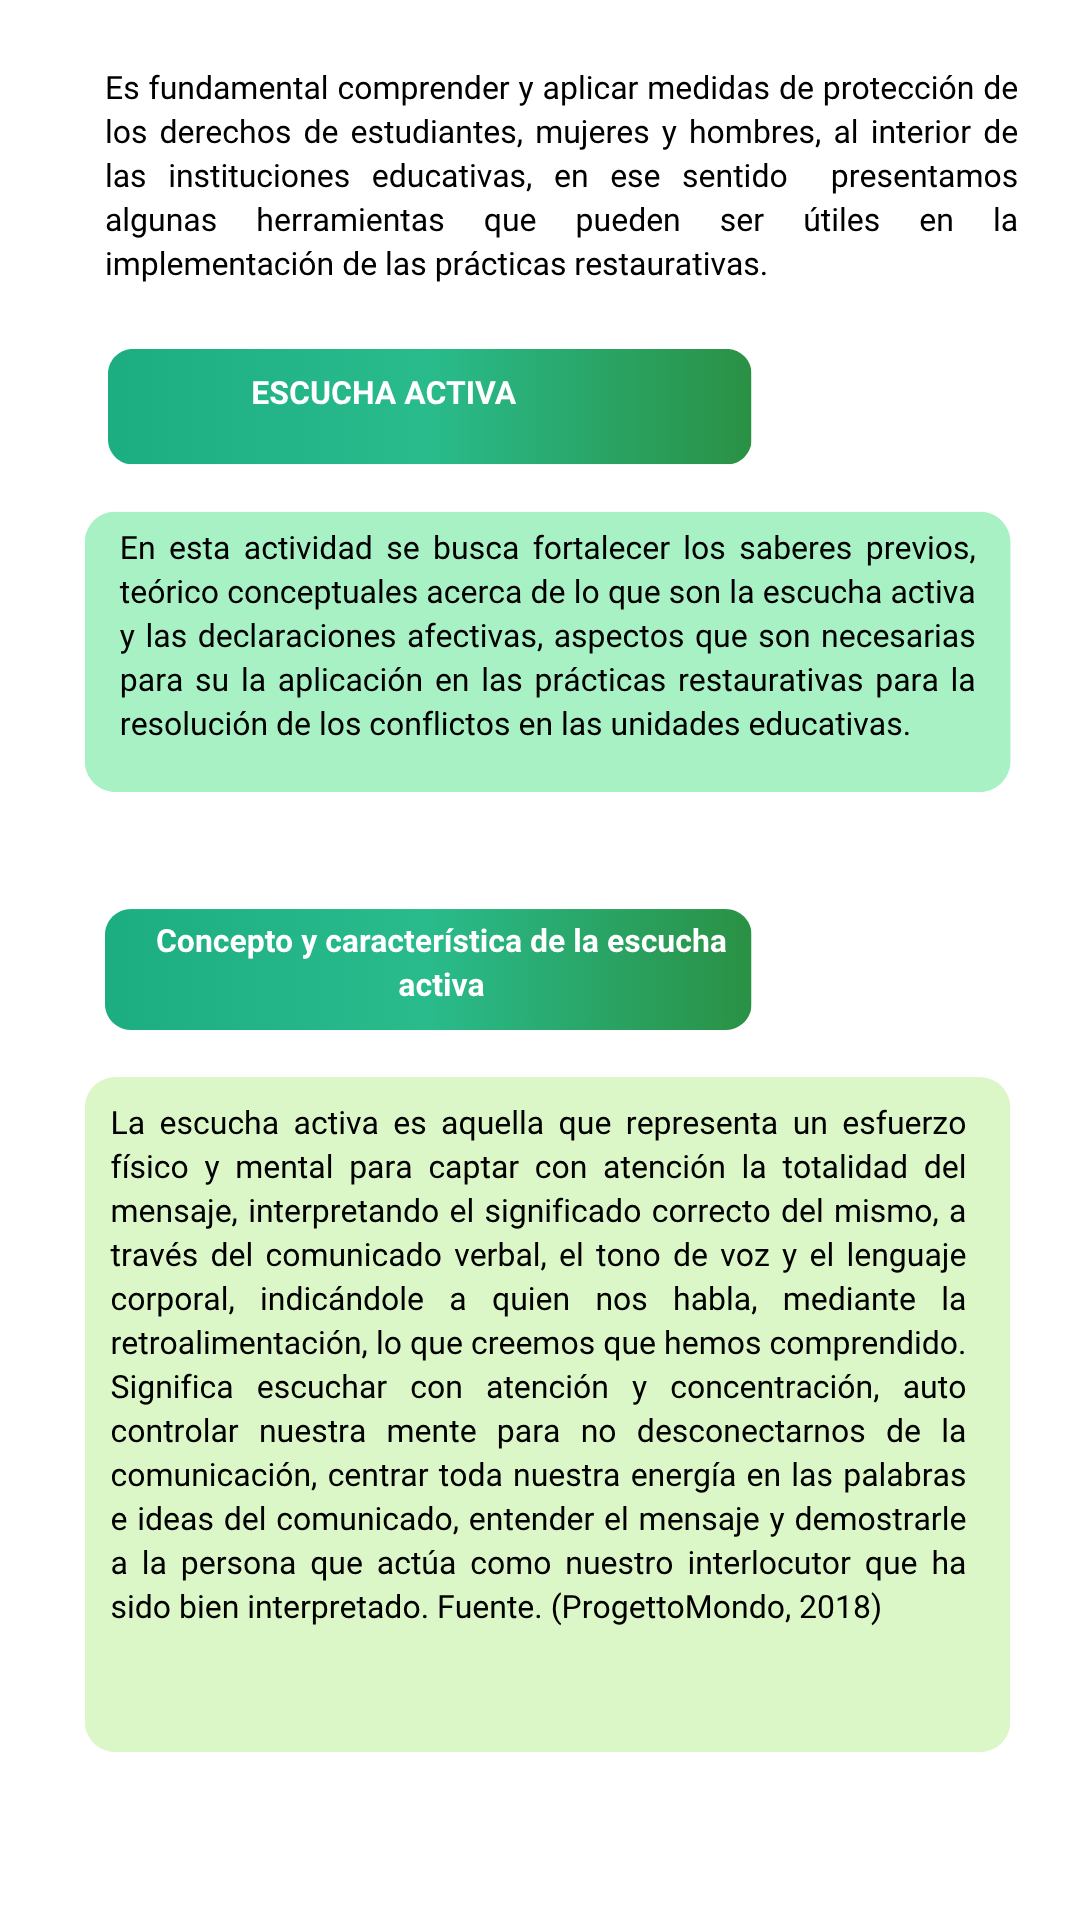 Es fundamental comprender y aplicar medidas de protección de
los derechos de estudiantes, mujeres y hombres, al interior de
las instituciones educativas, en ese sentido presentamos
algunas herramientas que pueden ser útiles en la
implementación de las prácticas restaurativas.
ESCUCHA ACTIVA
En esta actividad se busca fortalecer los saberes previos,
teórico conceptuales acerca de lo que son la escucha activa
y las declaraciones afectivas, aspectos que son necesarias
para su la aplicación en las prácticas restaurativas para la
resolución de los conflictos en las unidades educativas.
Concepto y característica de la escucha
activa
La escucha activa es aquella que representa un esfuerzo
físico y mental para captar con atención la totalidad del
mensaje, interpretando el significado correcto del mismo, a
través del comunicado verbal, el tono de voz y el lenguaje
corporal, indicándole a quien nos habla, mediante la
retroalimentación, lo que creemos que hemos comprendido.
Significa escuchar con atención y concentración, auto
controlar nuestra mente para no desconectarnos de la
comunicación, centrar toda nuestra energía en las palabras
e ideas del comunicado, entender el mensaje y demostrarle
a la persona que actúa como nuestro interlocutor que ha
sido bien interpretado. Fuente. (ProgettoMondo, 2018)